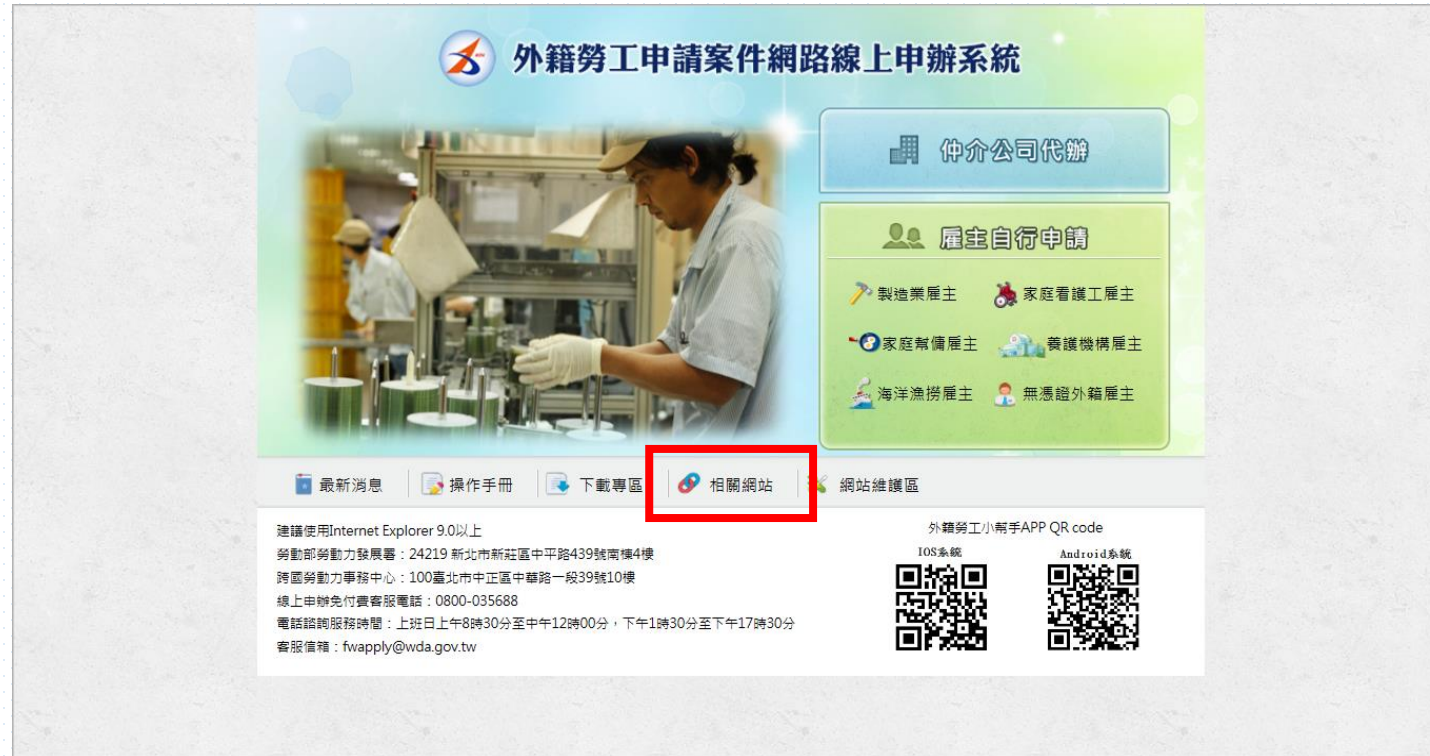 外籍勞工申請案件網路線上申辦系統
仲介公司代辦
雇主自行申請
製造業雇主 家庭看護工雇主
家庭幫傭雇主 養護機構雇主
海洋漁撈雇主 無憑證外籍雇主
最新消息 操作手冊 下載專區 相關網站 網站維護區
建議使用Internet Explorer 9.0以上
勞動部勞動力發展署：24219 新北市新莊區中平路439號南棟4樓
跨國勞動力事務中心：100臺北市中正區中華路一段39號10樓
線上申辦免付費客服電話：0800-035688
電話諮詢服務時間：上班日上午8時30分至中午12時00分，下午1時30分至下午17時30分
客服信箱：fwapply@wda.gov.tw
外籍勞工小幫手APP QR code
IOS系統 Android系統